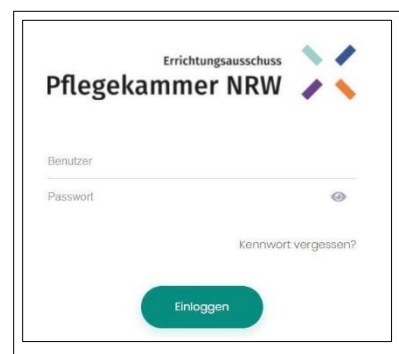 Errichtungsausschuss
Pflegekammer NRW
Benutzer
Passwort
Kennwort vergessen?
Einloggen